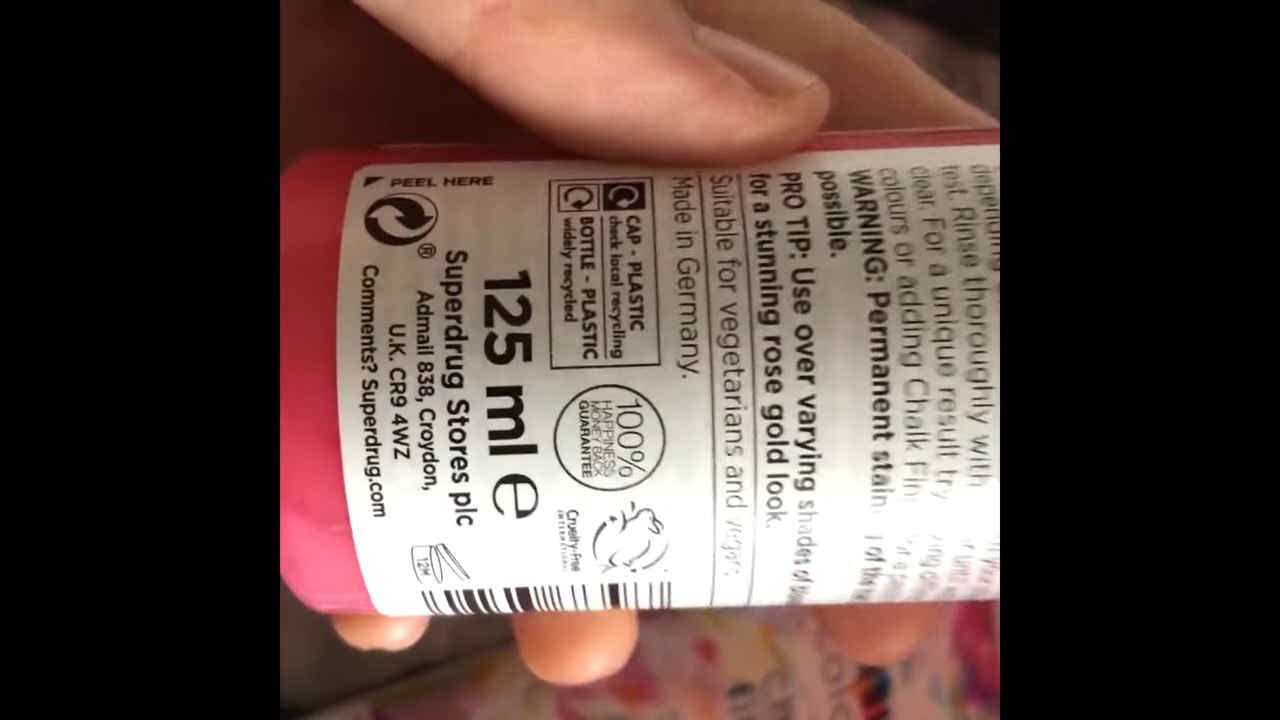 test. Rinse thoroughly with
clear. For a unique result try
colours or adding Chalk
WARNING: Permanent of the
possible.
PRO TIP: Use over varying shades of
for a stunning rose gold look.
Suitable for vegetarians and
Made in Germany.
CAP - PLASTIC
check local recycling
BOTTLE - PLASTIC
widely recycled
100%
HAPPINESS
MONEY BACK
GUARANTEE
Cruelty-Free
INTERNATIONAL
125 ml e
Superdrug Stores plc
Admail 838, Croydon,
U.K. CR9 4WZ
Comments? Superdrug.com
12M
®
PEEL HERE